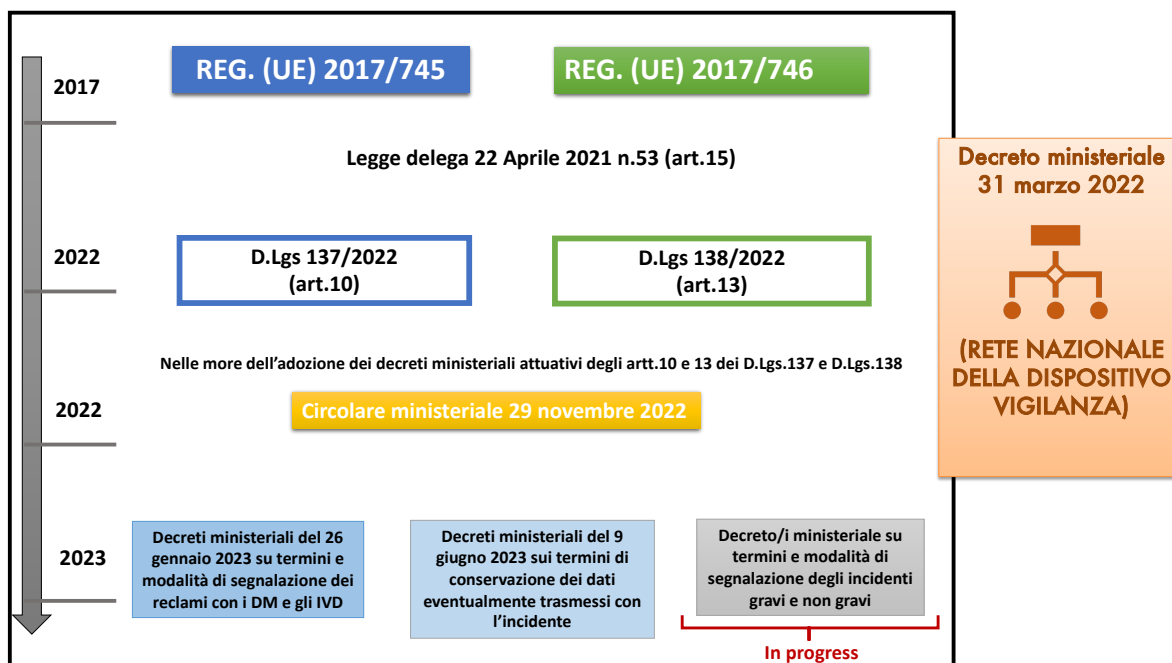 2017
REG. (UE) 2017/745
REG. (UE) 2017/746
Legge delega 22 Aprile 2021 n.53 (art.15)
2022
D.Lgs 137/2022
(art.10)
D.Lgs 138/2022
(art.13)
Nelle more dell'adozione dei decreti ministeriali attuativi degli artt.10 e 13 dei D.Lgs.137 e D.Lgs.138
2022
Circolare ministeriale 29 novembre 2022
2023
Decreti ministeriali del 26
gennaio 2023 su termini e
modalità di segnalazione dei
reclami con i DM e gli IVD
Decreti ministeriali del 9
giugno 2023 sui termini di
conservazione dei dati
eventualmente trasmessi con
l'incidente
Decreto/i ministeriale su
termini e modalità di
segnalazione degli incidenti
gravi e non gravi
In progress
Decreto ministeriale
31 marzo 2022
(RETE NAZIONALE
DELLA DISPOSITIVO
VIGILANZA)